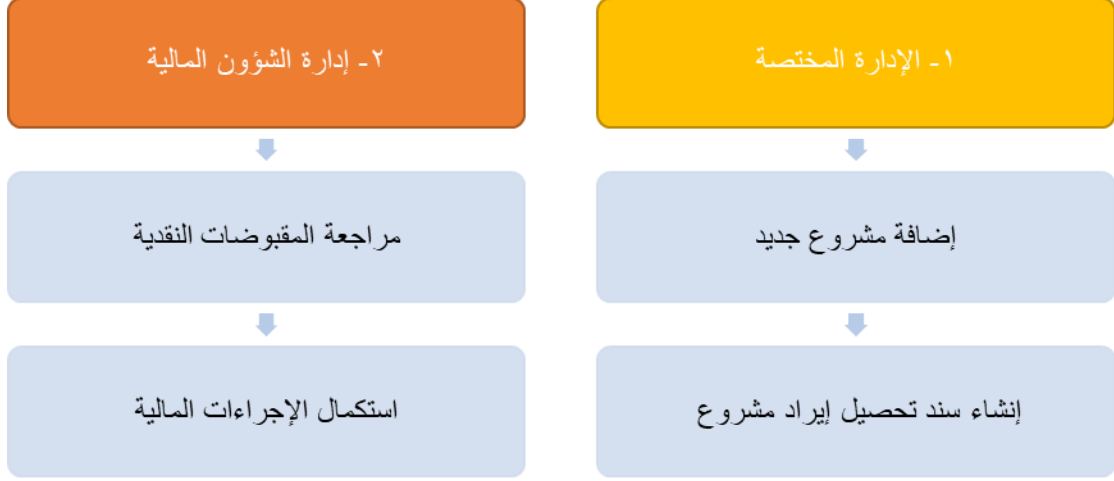 ١- الإدارة المختصة
إضافة مشروع جديد
إنشاء سند تحصيل إيراد مشروع
٢- إدارة الشؤون المالية
مراجعة المقبوضات النقدية
استكمال الإجراءات المالية